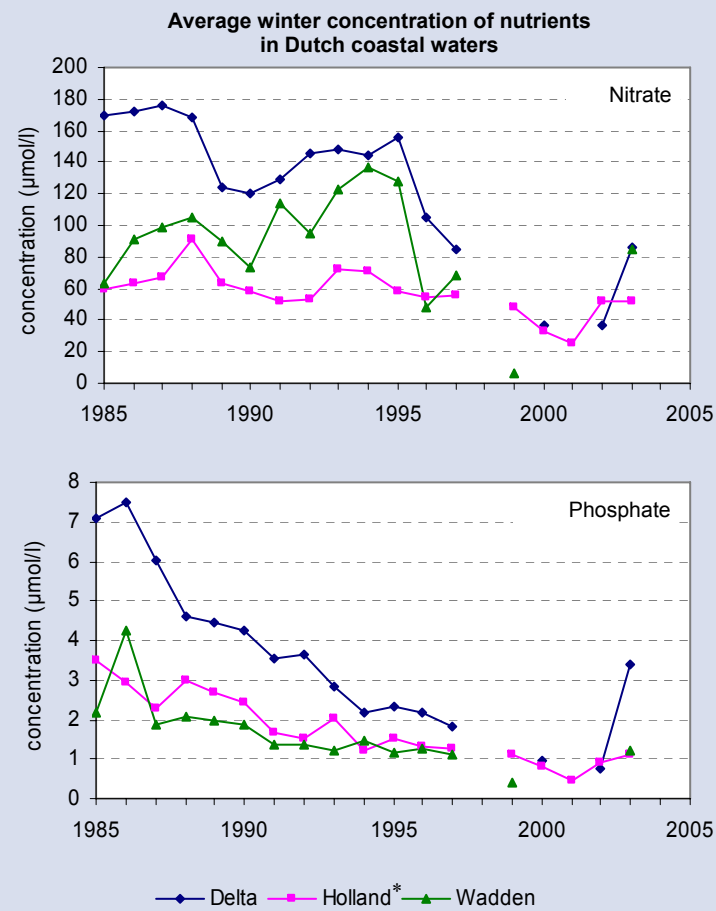 Average winter concentration of nutrients
in Dutch coastal waters
Nitrate
concentration (µmol/l)
200
180
160
140
120
100
80
60
40
20
0
1985 1990 1995 2000 2005
Phosphate
concentration (µmol/l)
8
7
6
5
4
3
2
1
0
1985 1990 1995 2000 2005
Delta Holland* Wadden